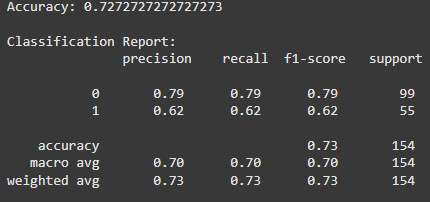 Accuracy: 0.7272727272727273
Classification Report:
precision recall f1-score support
0 0.79 0.79 0.79 99
1 0.62 0.62 0.62 55
accuracy 0.73 154
macro avg 0.70 0.70 0.70 154
weighted avg 0.73 0.73 0.73 154